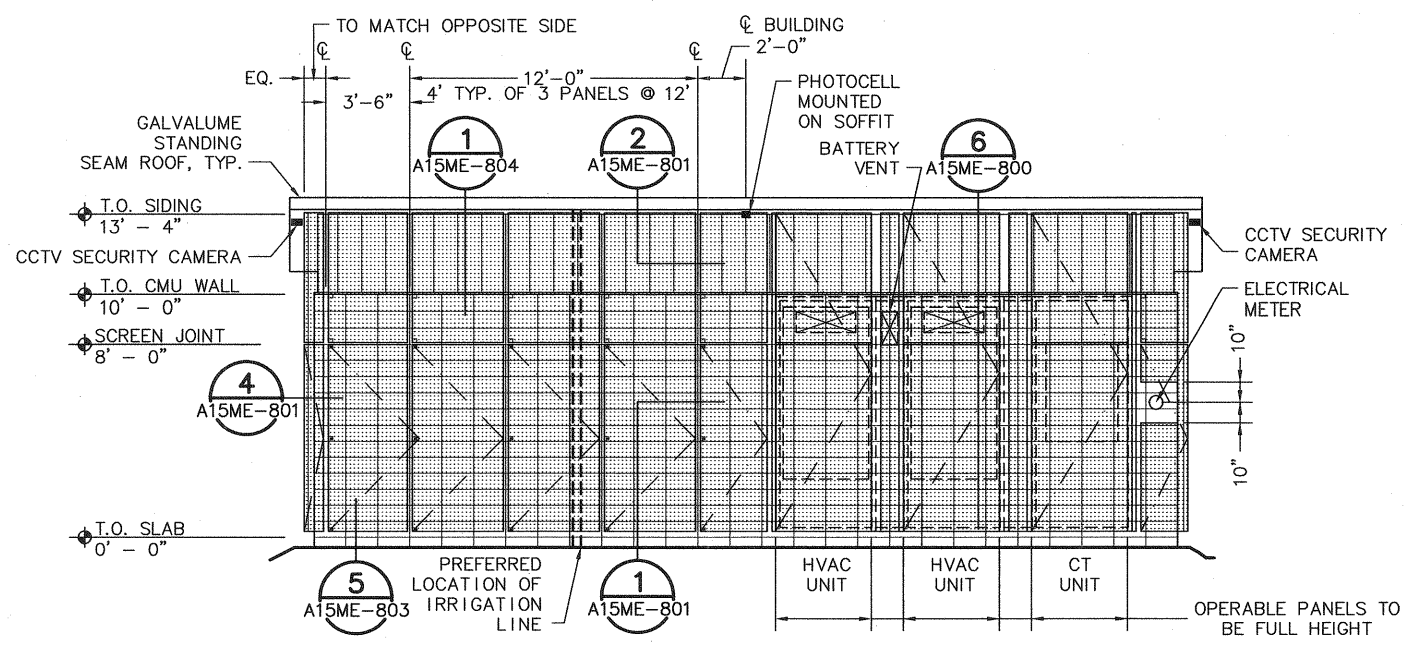 TO MATCH OPPOSITE SIDE
℄ BUILDING
2'-0"
℄
℄
℄
EQ.
12'-0"
3'-6"
4' TYP. OF 3 PANELS @ 12'
PHOTOCELL
MOUNTED
ON SOFFIT
GALVALUME
STANDING
SEAM ROOF, TYP.
1
A15ME-804
2
A15ME-801
BATTERY
VENT
6
A15ME-800
T.O. SIDING
13' - 4"
CCTV SECURITY CAMERA
CCTV SECURITY
CAMERA
T.O. CMU WALL
10' - 0"
ELECTRICAL
METER
SCREEN JOINT
8' - 0"
10"
4
A15ME-801
10"
T.O. SLAB
0' - 0"
5
A15ME-803
PREFERRED
LOCATION OF
IRRIGATION
LINE
1
A15ME-801
HVAC
UNIT
HVAC
UNIT
CT
UNIT
OPERABLE PANELS TO
BE FULL HEIGHT